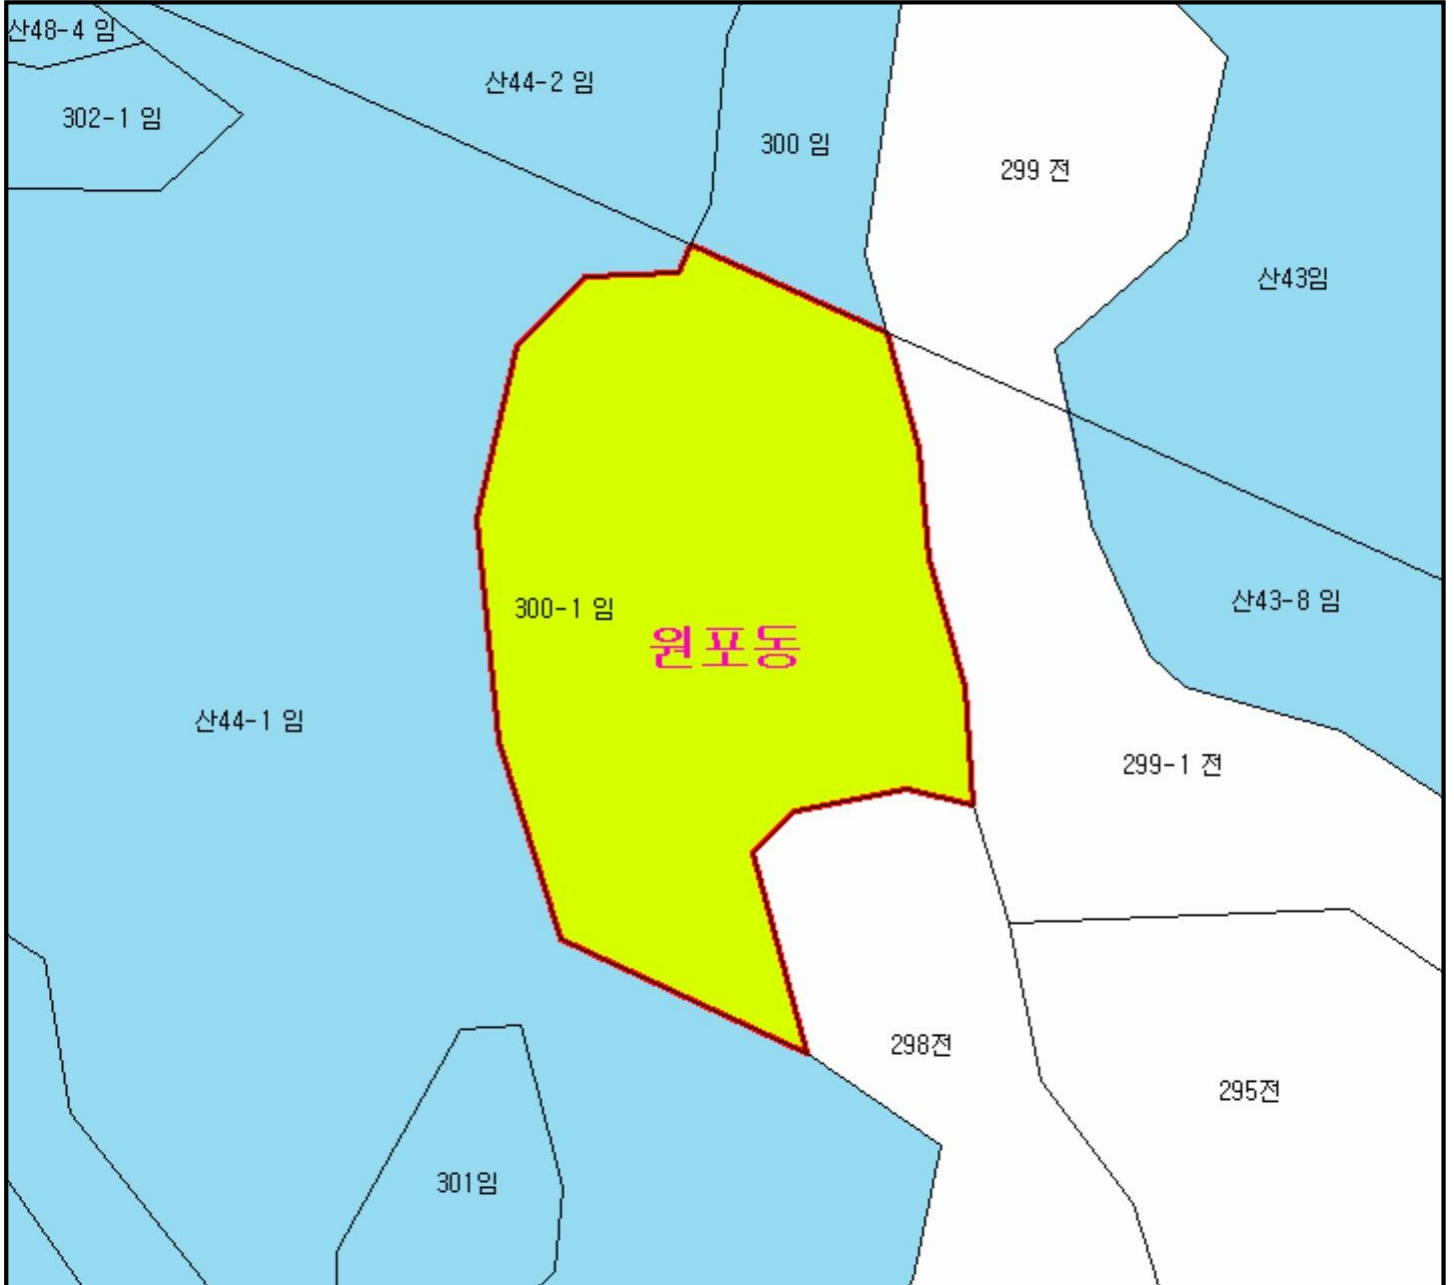 산48-4 임
산44-2 임
302-1 임
300 임
299 전
산43임
산43-8 임
300-1 임
원포동
산44-1 임
299-1 전
298전
295전
301임